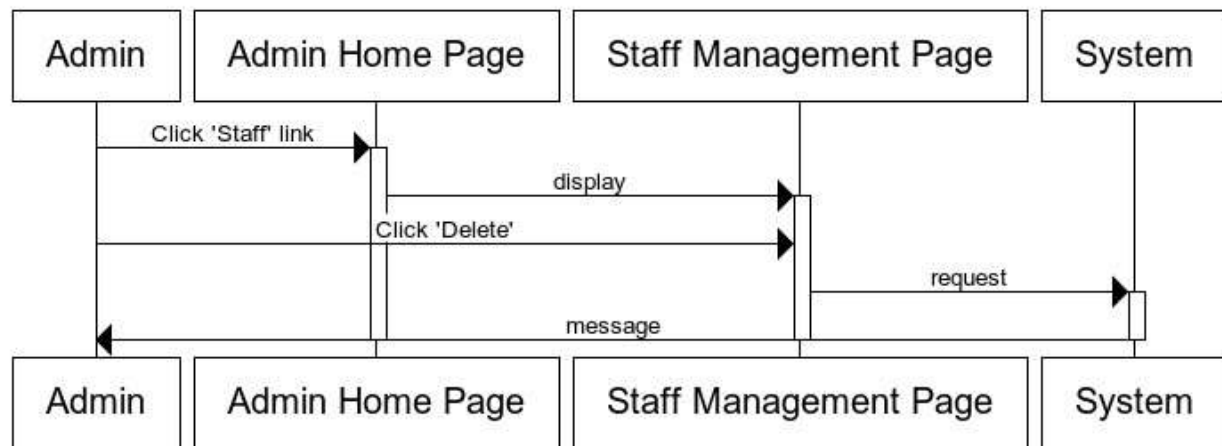 Admin
Admin Home Page
Staff Management Page
System
Click 'Staff' link
display
Click 'Delete'
request
message
Admin
Admin Home Page
Staff Management Page
System